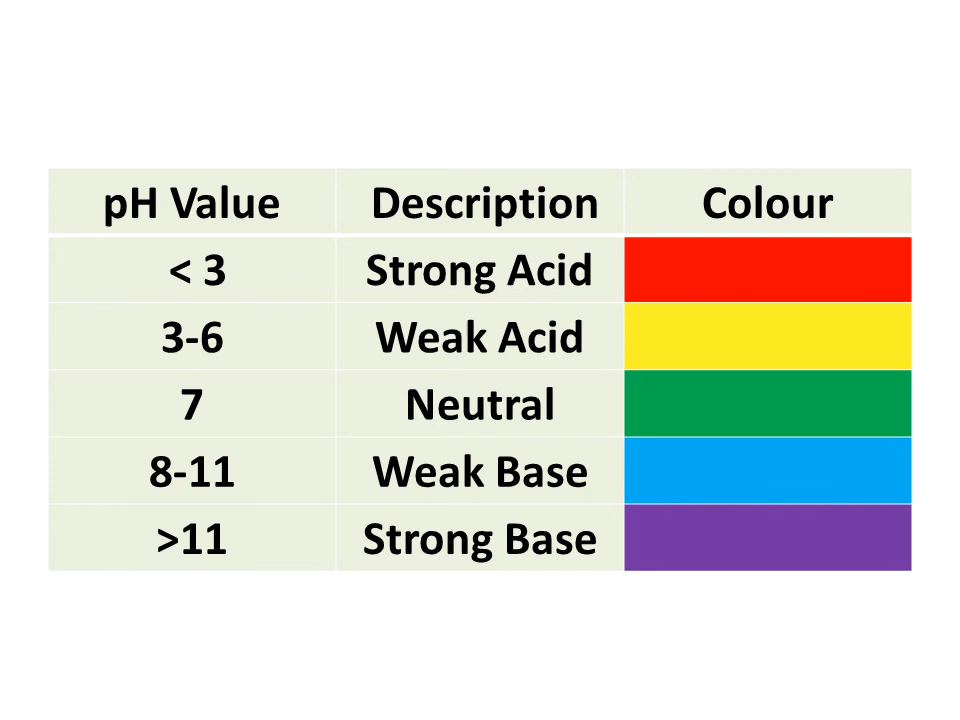 pH Value Description Colour
< 3 Strong Acid
3-6 Weak Acid
7 Neutral
8-11 Weak Base
>11 Strong Base